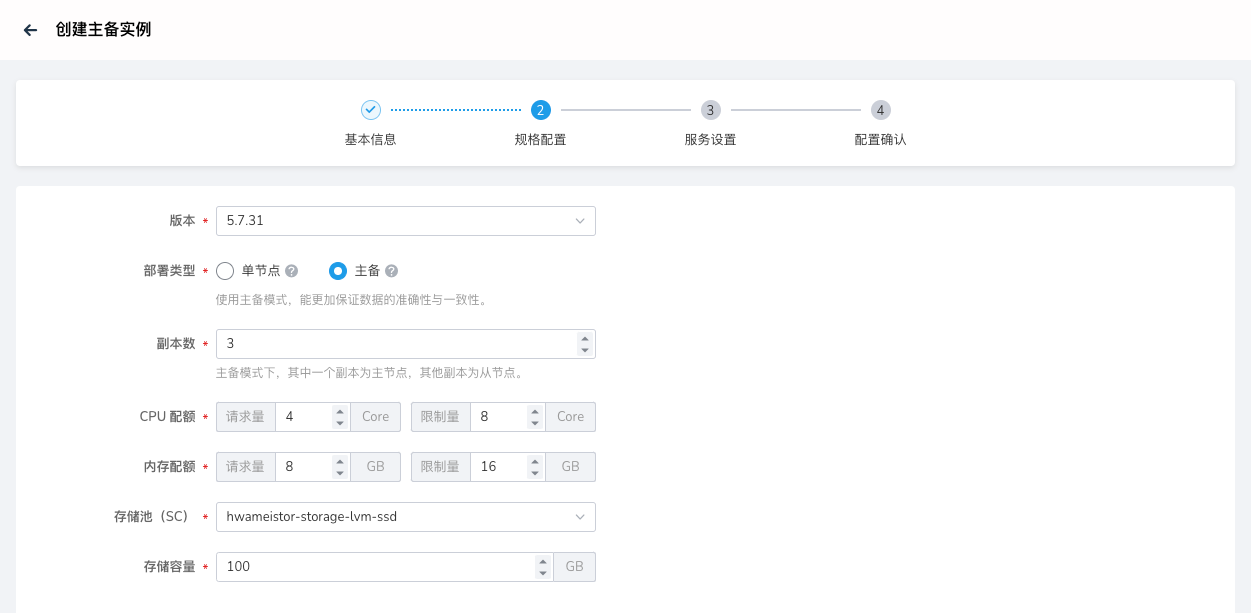 创建主备实例
2 3 4
基本信息 规格配置 服务设置 配置确认
版本 * 5.7.31
部署类型 * 单节点 ? 主备 ?
使用主备模式，能更加保证数据的准确性与一致性。
副本数 * 3
主备模式下，其中一个副本为主节点，其他副本为从节点。
CPU 配额 * 请求量 4 Core 限制量 8 Core
内存配额 * 请求量 8 GB 限制量 16 GB
存储池（SC） * hwameistor-storage-lvm-ssd
存储容量 * 100 GB